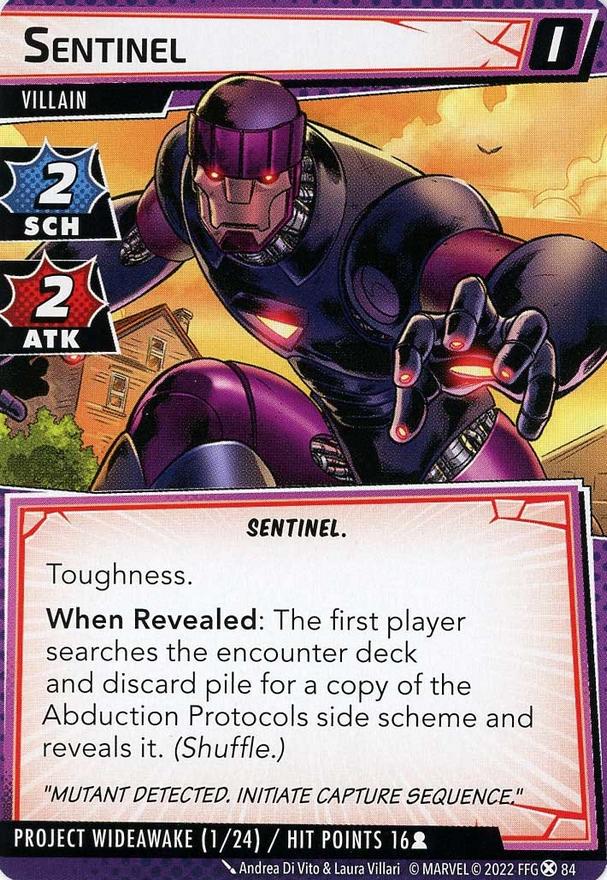 SENTINEL
I
VILLAIN
2
SCH
2
ATK
SENTINEL.
Toughness.
When Revealed: The first player
searches the encounter deck
and discard pile for a copy of the
Abduction Protocols side scheme and
reveals it. (Shuffle.)
"MUTANT DETECTED. INITIATE CAPTURE SEQUENCE."
PROJECT WIDEAWAKE (1/24) / HIT POINTS 16
Andrea Di Vito & Laura Villari © MARVEL © 2022 FFG 84